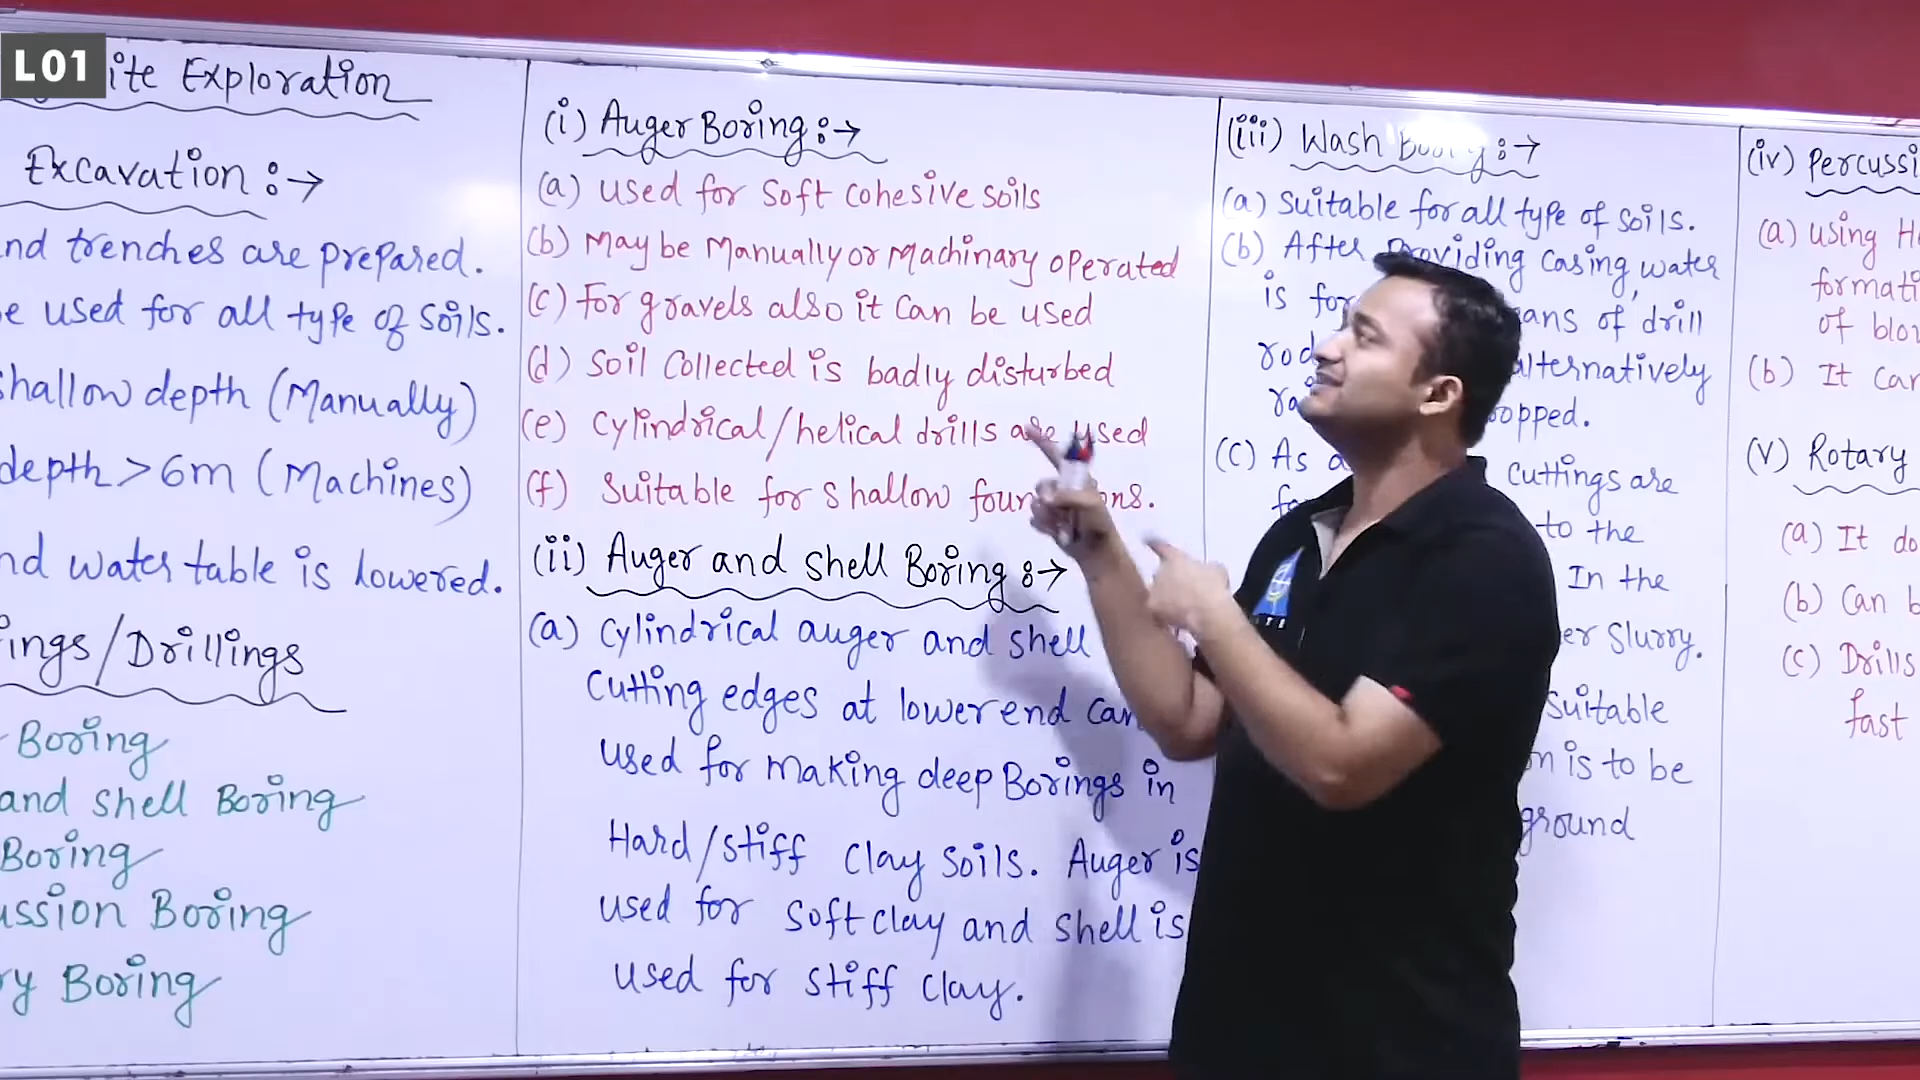 L01
ite Exploration
Excavation :→
nd trenches are prepared.
e used for all type of soils.
shallow depth (Manually)
depth > 6m (Machines)
nd water table is lowered.
ings/Drillings
Boring
and shell Boring
Boring
ussion Boring
ry Boring
(i) Auger Boring :→
(a) used for soft cohesive soils
(b) May be Manually or Machinary operated
(c) For gravels also it can be used
(d) Soil Collected is badly disturbed
(e) Cylindrical/helical drills are used
(f) Suitable for shallow foun ons.
(ii) Auger and shell Boring :→
(a) Cylindrical auger and shell
Cutting edges at lower end can
used for making deep Borings in
Hard/stiff Clay soils. Auger is
used for soft clay and shell is
used for stiff clay.
(iii) Wash :→
(a) Suitable for all type of soils.
(b) After Providing casing, water
is for ans of drill
rod alternatively
ra opped.
(C) As a cuttings are
to the
In the
er slurry.
suitable
n is to be
ground
(iv) Percussi
(a) using H
formati
of blow
(b) It can
(V) Rotary
(a) It do
(b) Can b
(c) Drills
fast